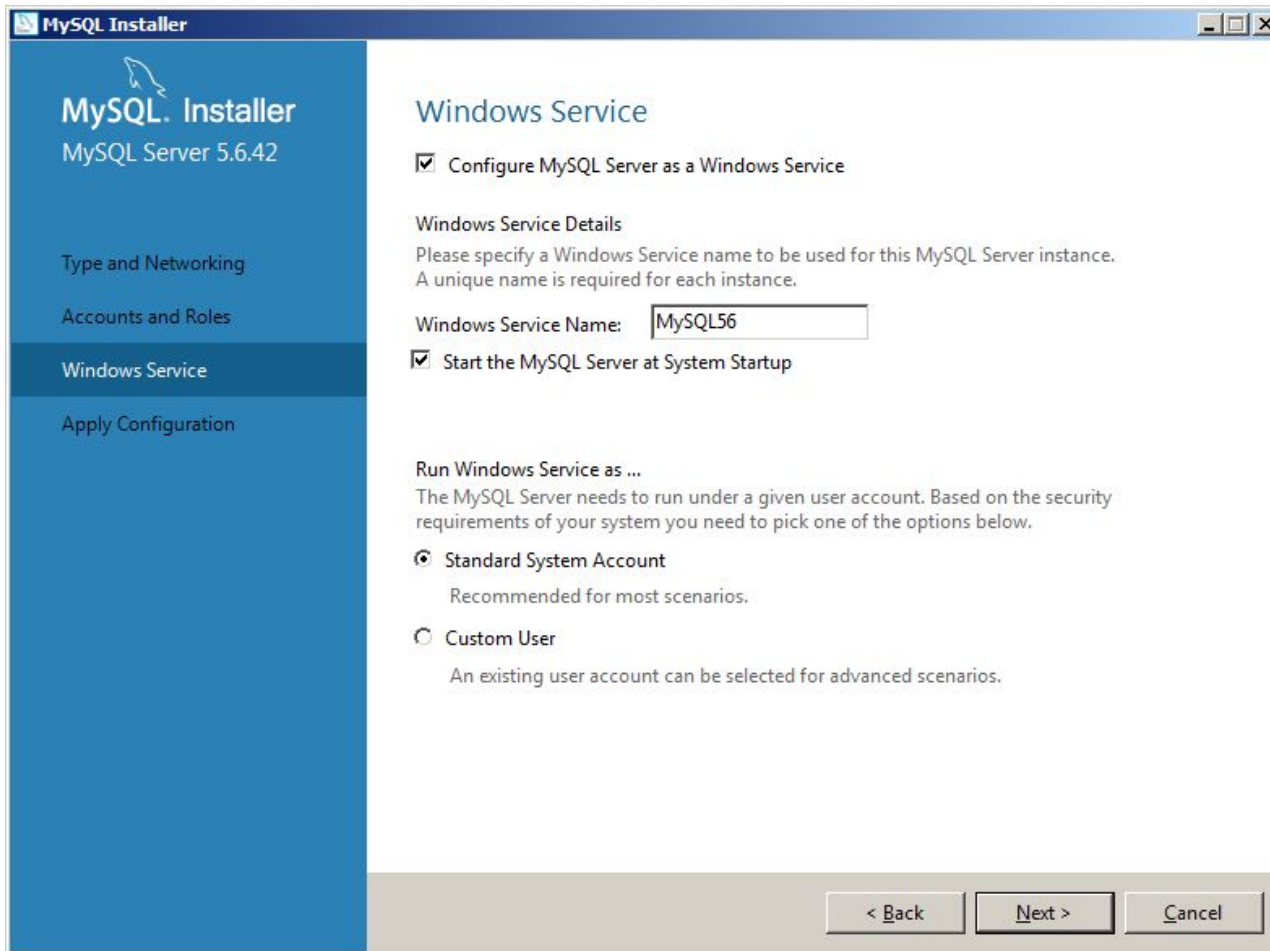 MySQL Installer
MySQL. Installer
MySQL Server 5.6.42
Type and Networking
Accounts and Roles
Windows Service
Apply Configuration
Windows Service
Configure MySQL Server as a Windows Service
Windows Service Details
Please specify a Windows Service name to be used for this MySQL Server instance.
A unique name is required for each instance.
Windows Service Name: MySQL56
Start the MySQL Server at System Startup
Run Windows Service as ...
The MySQL Server needs to run under a given user account. Based on the security
requirements of your system you need to pick one of the options below.
Standard System Account
Recommended for most scenarios.
Custom User
An existing user account can be selected for advanced scenarios.
< Back Next > Cancel